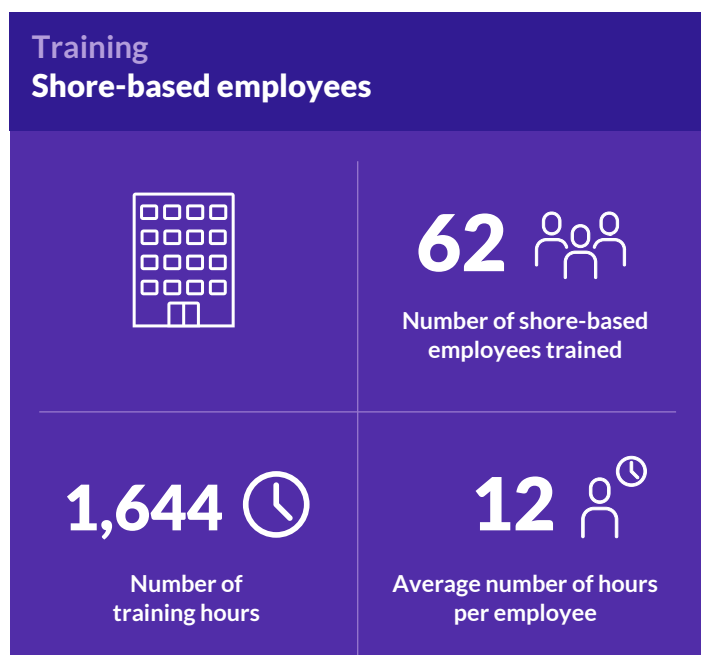 Training
Shore-based employees
62
Number of shore-based
employees trained
1,644
Number of
training hours
12
Average number of hours
per employee